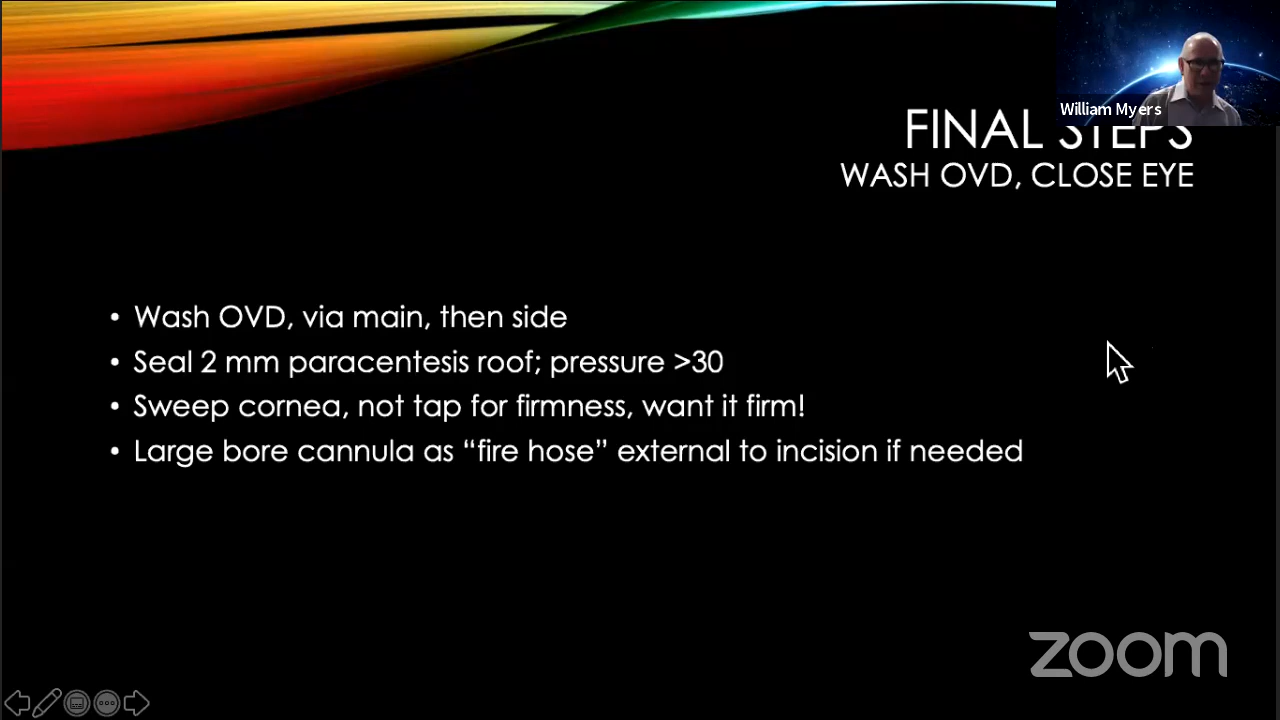 William Myers
FINAL STEPS
WASH OVD, CLOSE EYE
• Wash OVD, via main, then side
• Seal 2 mm paracentesis roof; pressure >30
• Sweep cornea, not tap for firmness, want it firm!
• Large bore cannula as “fire hose” external to incision if needed
zoom